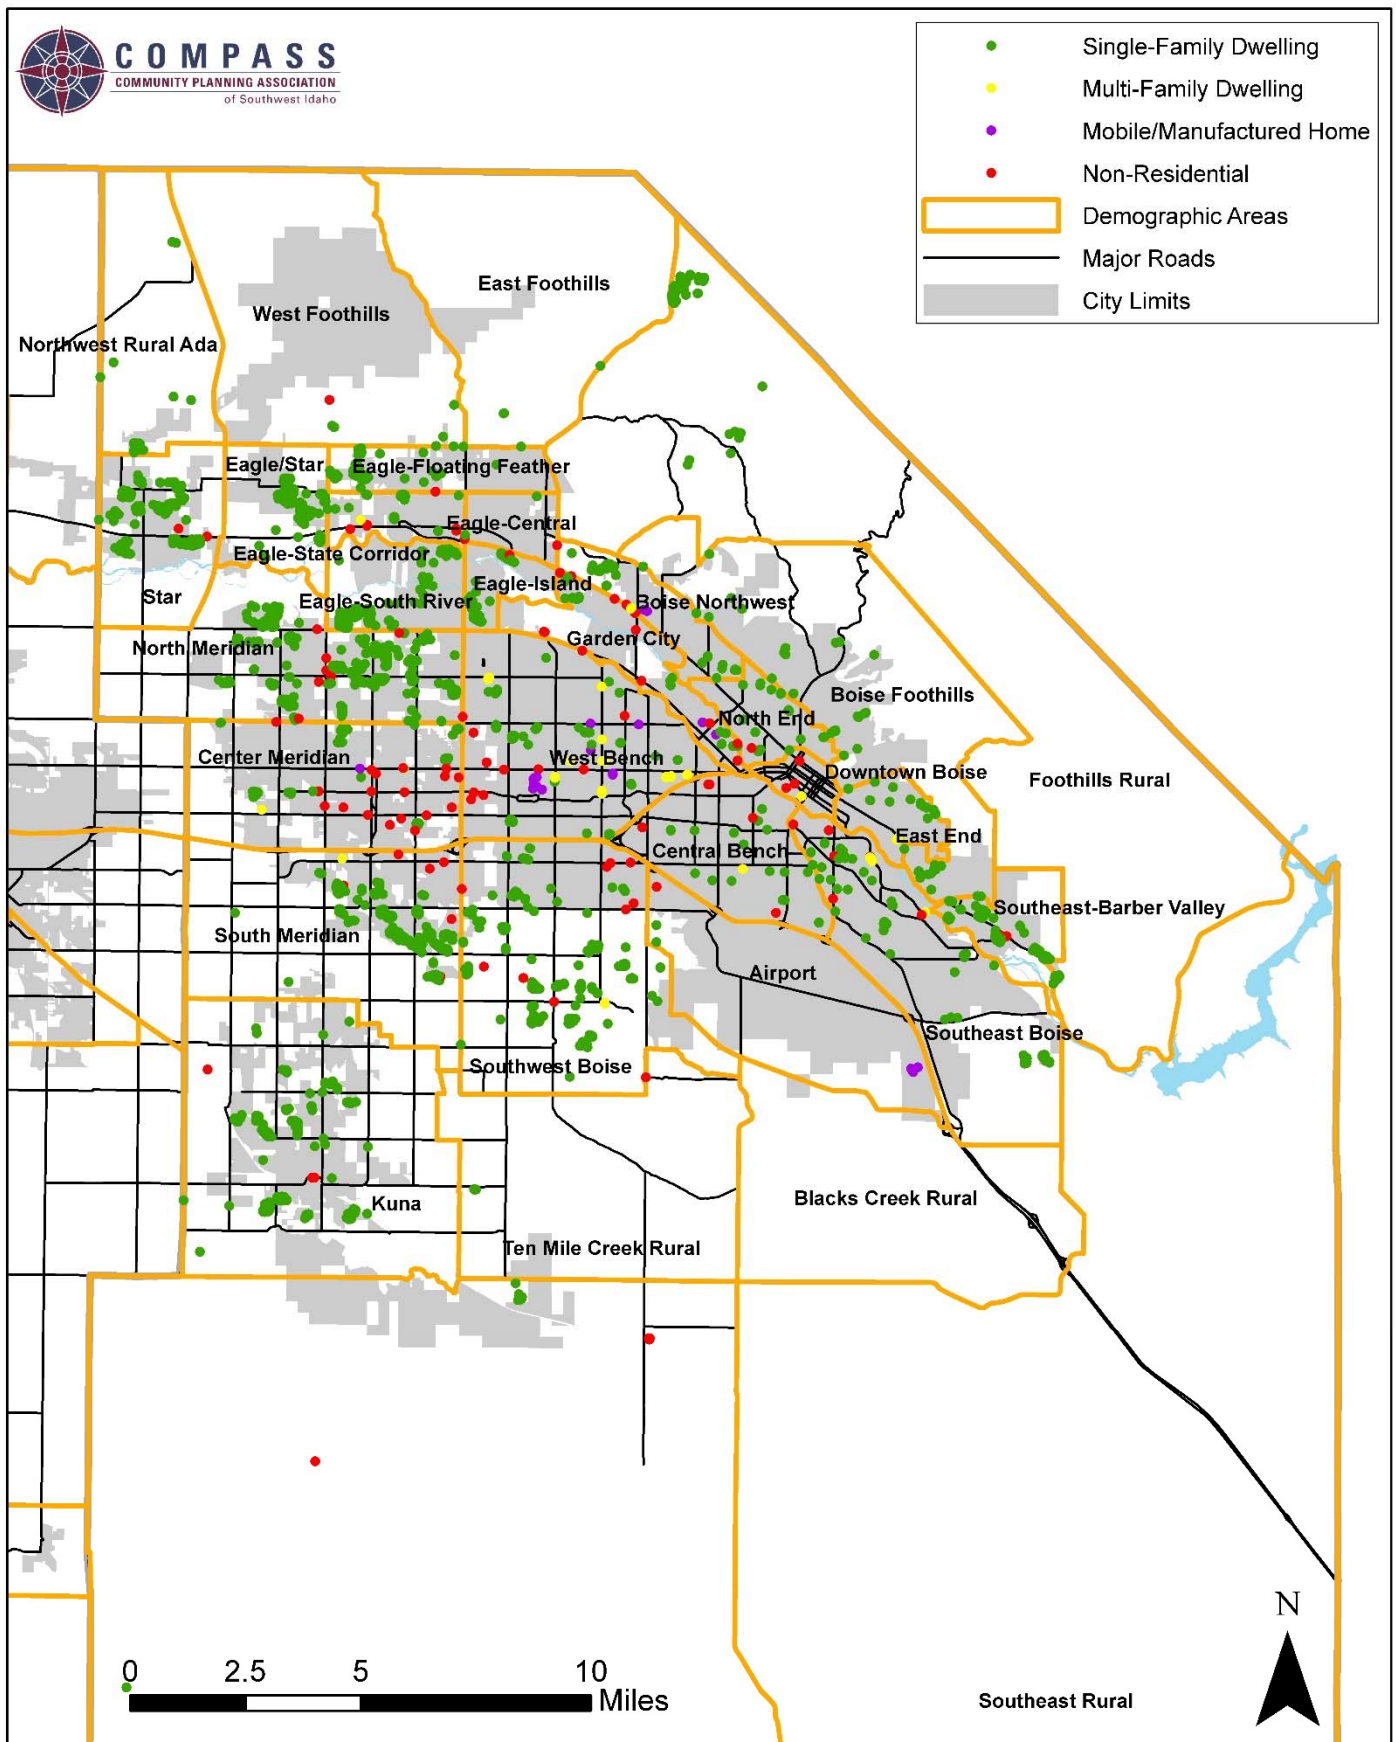 COMPASS
COMMUNITY PLANNING ASSOCIATION
of Southwest Idaho
Single-Family Dwelling
Multi-Family Dwelling
Mobile/Manufactured Home
Non-Residential
Demographic Areas
Major Roads
City Limits
East Foothills
West Foothills
Northwest Rural Ada
Eagle/Star
Eagle-Floating Feather
Eagle-Central
Eagle-State Corridor
Eagle-Island
Star
Eagle-South River
Boise Northwest
Garden City
North Meridian
Boise Foothills
North End
Center Meridian
West Bench
Downtown Boise
Foothills Rural
East End
Central Bench
Southeast-Barber Valley
South Meridian
Airport
Southeast Boise
Southwest Boise
Blacks Creek Rural
Kuna
Ten Mile Creek Rural
N
0 2.5 5 10
Miles
Southeast Rural